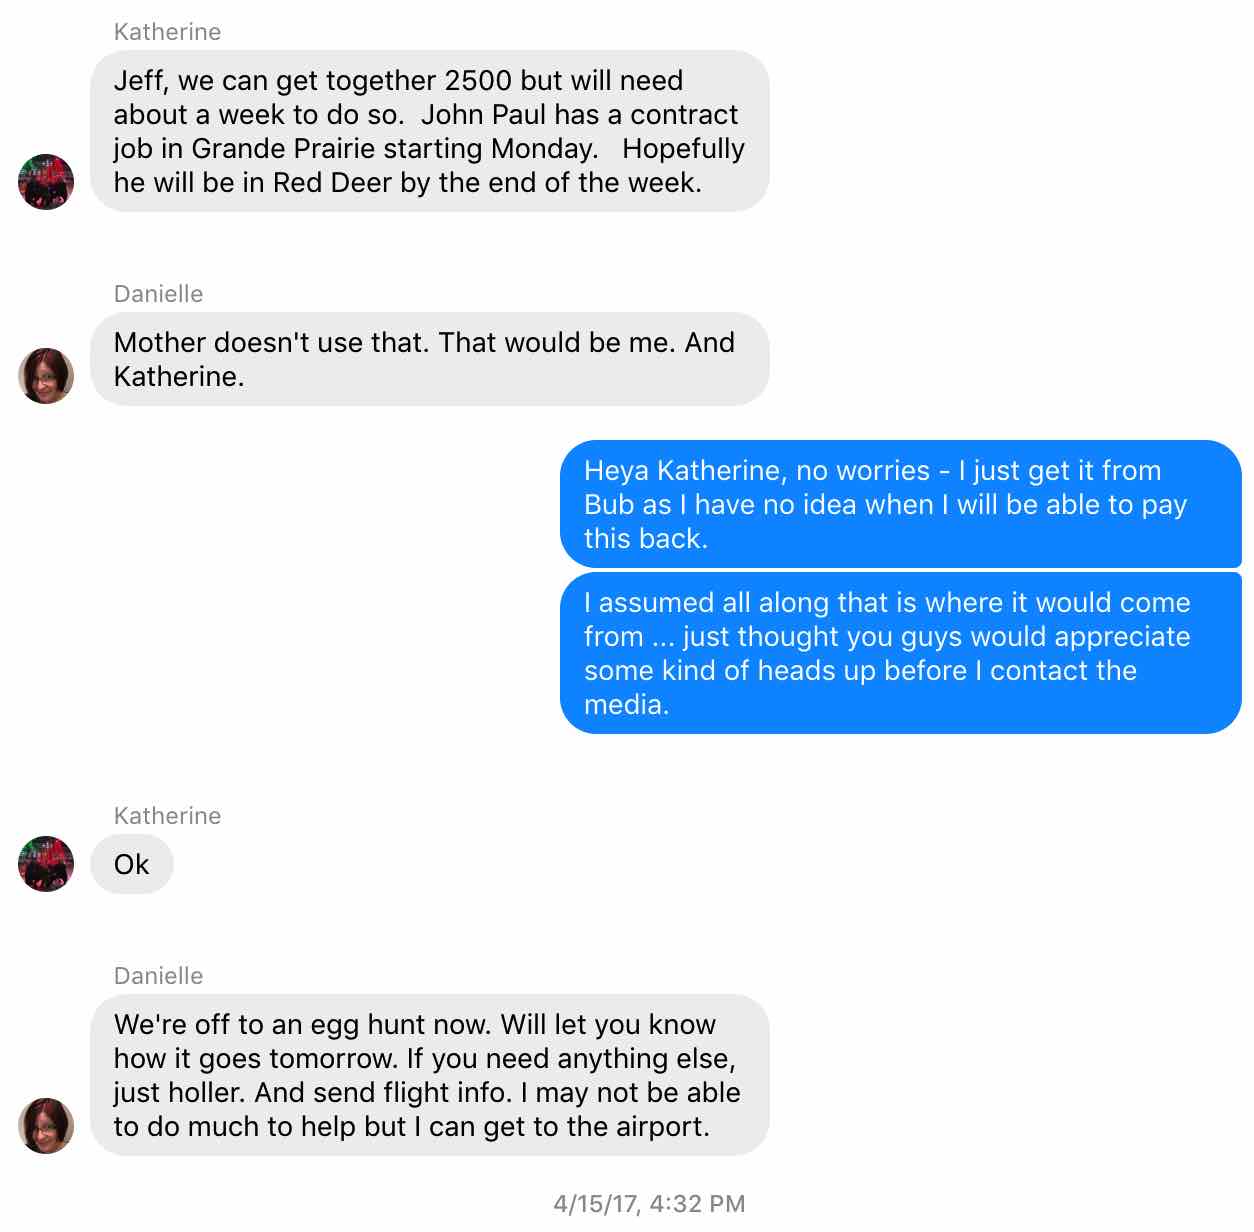 Katherine
Jeff, we can get together 2500 but will need
about a week to do so.  John Paul has a contract
job in Grande Prairie starting Monday.   Hopefully
he will be in Red Deer by the end of the week.
Danielle
Mother doesn't use that. That would be me. And
Katherine.
Heya Katherine, no worries - I just get it from
Bub as I have no idea when I will be able to pay
this back.
I assumed all along that is where it would come
from ... just thought you guys would appreciate
some kind of heads up before I contact the
media.
Katherine
Ok
Danielle
We're off to an egg hunt now. Will let you know
how it goes tomorrow. If you need anything else,
just holler. And send flight info. I may not be able
to do much to help but I can get to the airport.
4/15/17, 4:32 PM